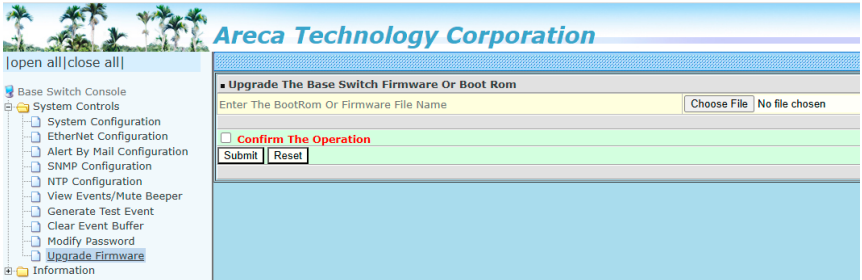 Areca Technology Corporation
|open all|close all|
Base Switch Console
System Controls
System Configuration
EtherNet Configuration
Alert By Mail Configuration
SNMP Configuration
NTP Configuration
View Events/Mute Beeper
Generate Test Event
Clear Event Buffer
Modify Password
Upgrade Firmware
Information
Upgrade The Base Switch Firmware Or Boot Rom
Enter The BootRom Or Firmware File Name
Choose File No file chosen
Confirm The Operation
Submit Reset